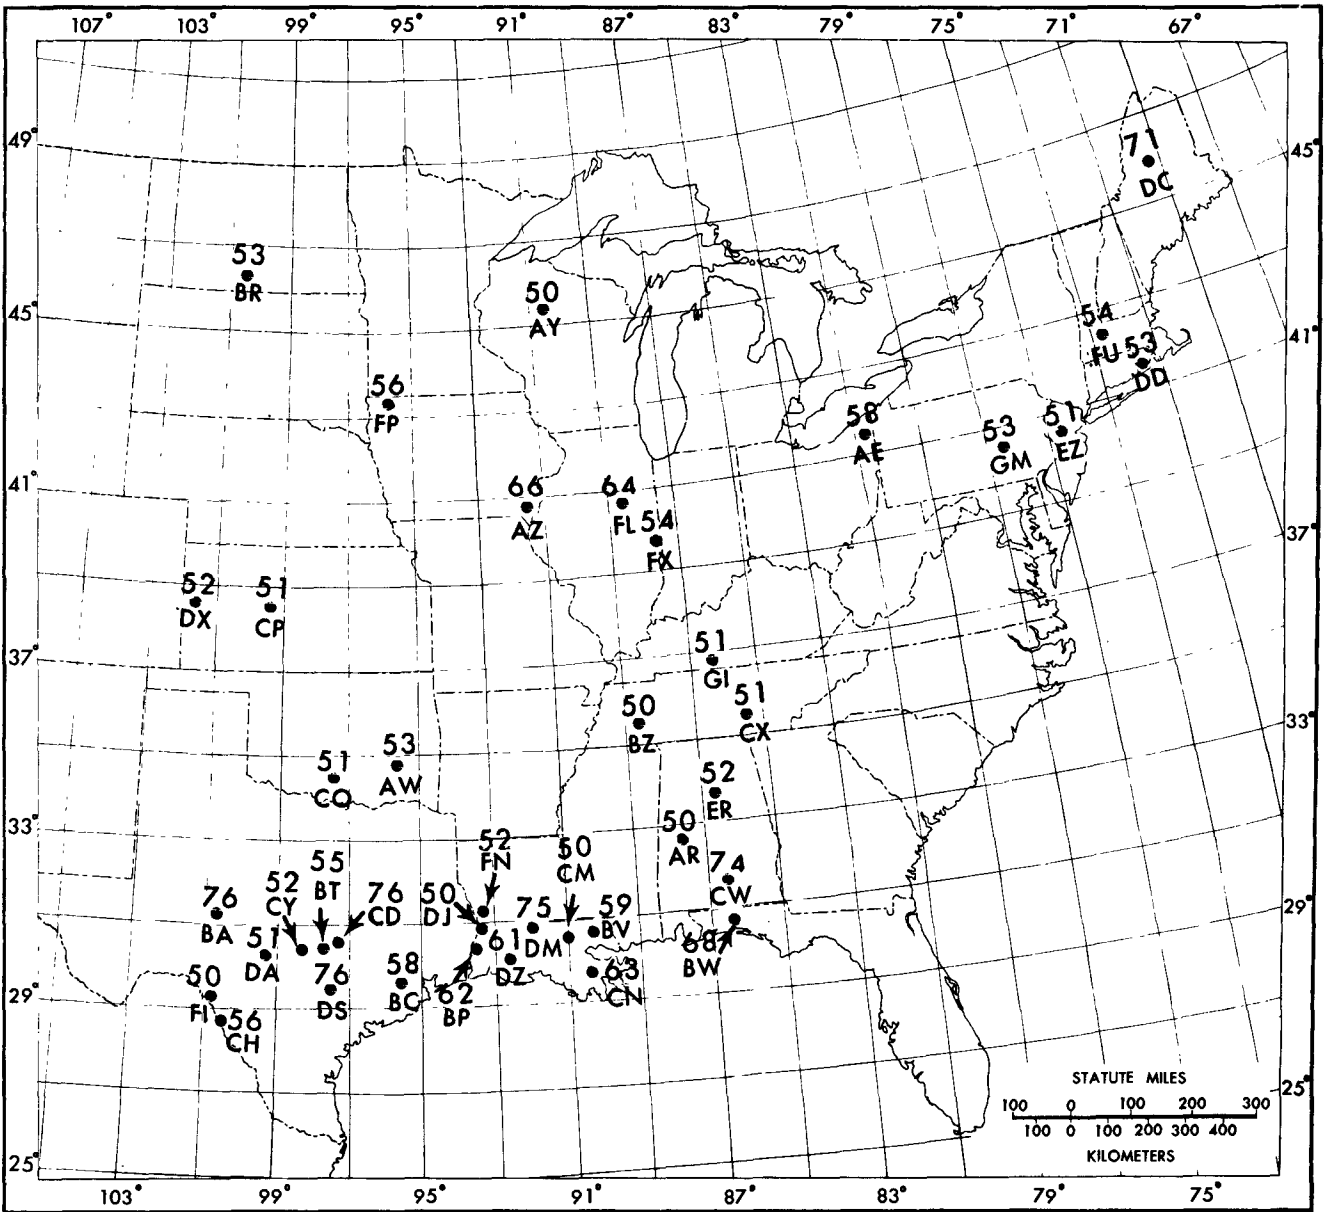 107° 103° 99° 95° 91° 87° 83° 79° 75° 71° 67°
49°
45°
71
DC
53
BR
50
AY
45°
54
FU
53
DD
41°
56
FP
58
AE
53
GM
51
EZ
41°
66
AZ
64
FL
54
FX
37°
52
DX
51
CP
37°
51
GI
50
BZ
51
CX
33°
51
CQ
53
AW
52
ER
33°
50
AR
52
FN
50
CM
74
CW
55
BT
52
CY
76
CD
50
DJ
76
BA
75
DM
59
BV
29°
51
DA
61
DZ
68
BW
76
DS
58
BC
62
BP
63
CN
29°
50
FI
56
CH
STATUTE MILES
100 0 100 200 300
100 0 100 200 300 400
KILOMETERS
25°
25°
103° 99° 95° 91° 87° 83° 79° 75°